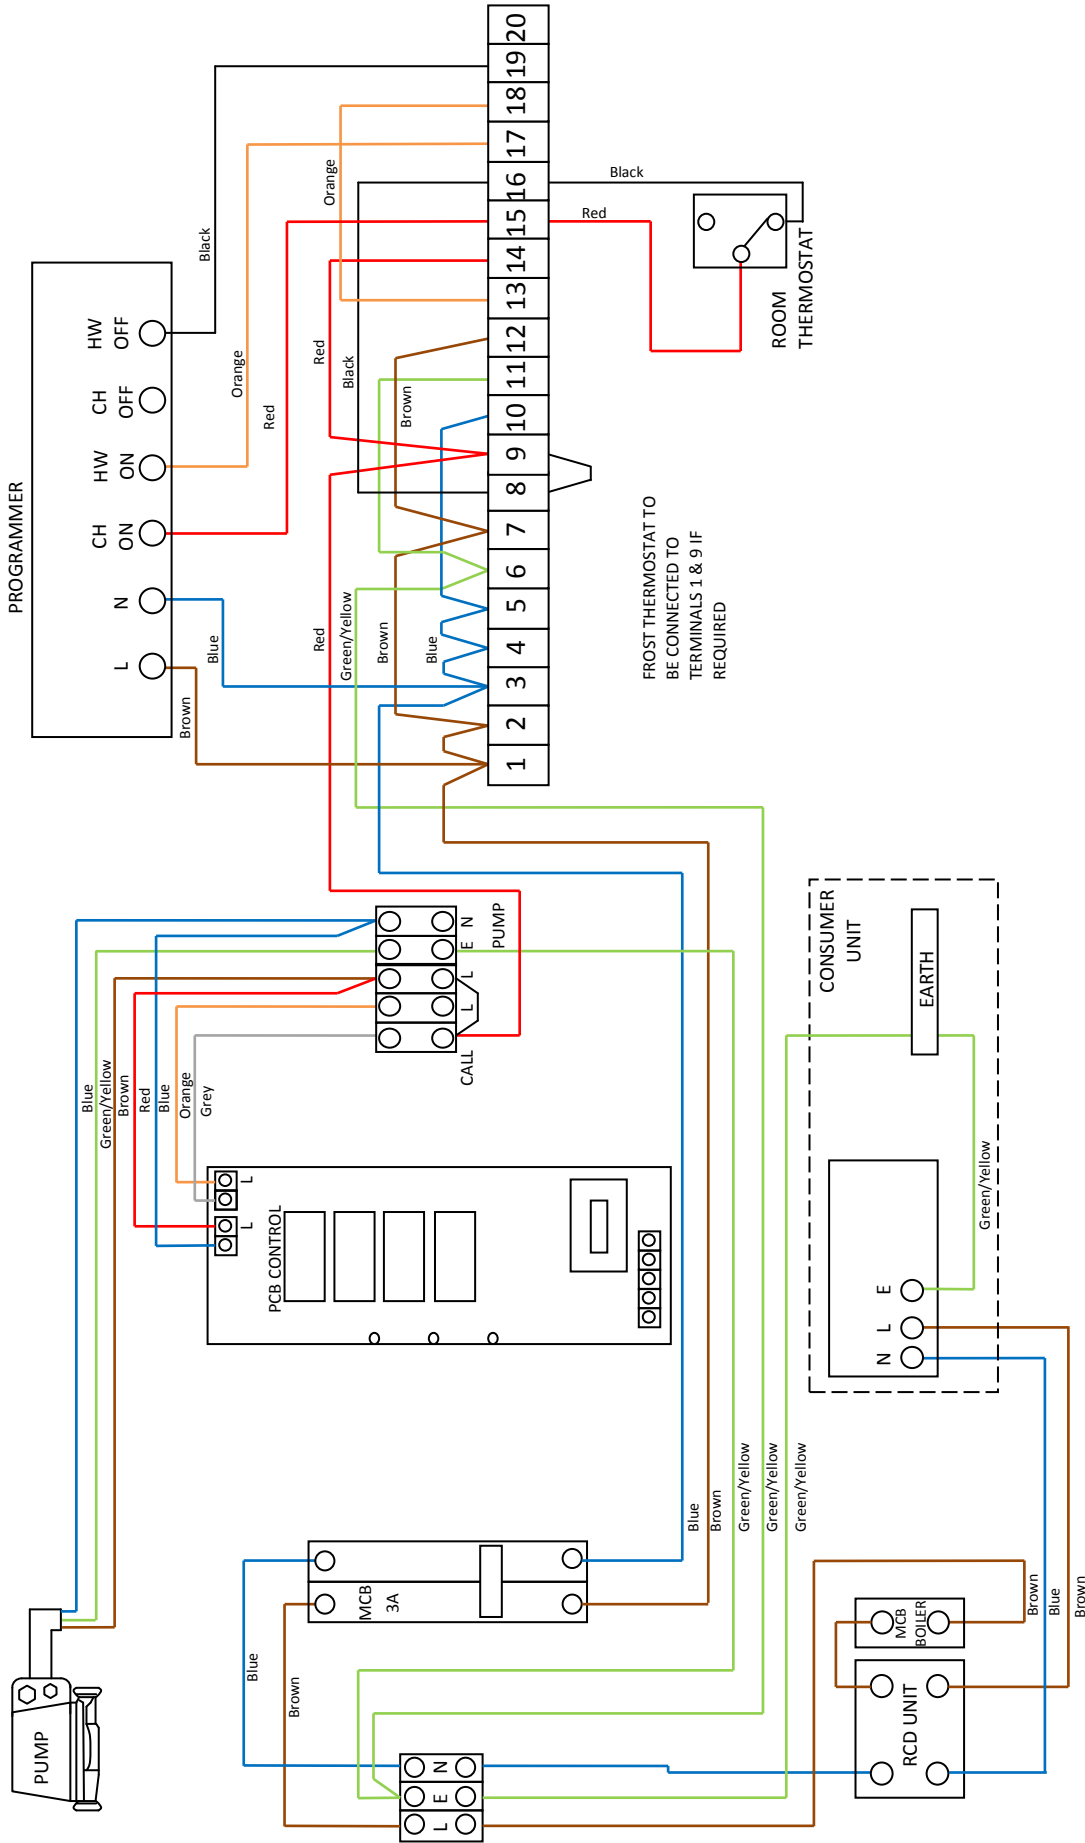 PROGRAMMER
L
N
CH
ON
HW
ON
CH
OFF
HW
OFF
Brown
Blue
Red
Orange
Black
Orange
Red
Black
Brown
Red
Green/Yellow
Brown
Blue
1
2
3
4
5
6
7
8
9
10
11
12
13
14
15
16
17
18
19
20
Black
Red
ROOM
THERMOSTAT
FROST THERMOSTAT TO
BE CONNECTED TO
TERMINALS 1 & 9 IF
REQUIRED
Blue
Green/Yellow
Brown
Red
Blue
Orange
Grey
CALL
L
L
E
N
PUMP
L
L
PCB CONTROL
CONSUMER
UNIT
EARTH
Green/Yellow
N
L
E
Blue
Brown
Green/Yellow
Green/Yellow
Green/Yellow
MCB
3A
Blue
Brown
PUMP
L
E
N
MCB
BOILER
RCD UNIT
Brown
Blue
Brown